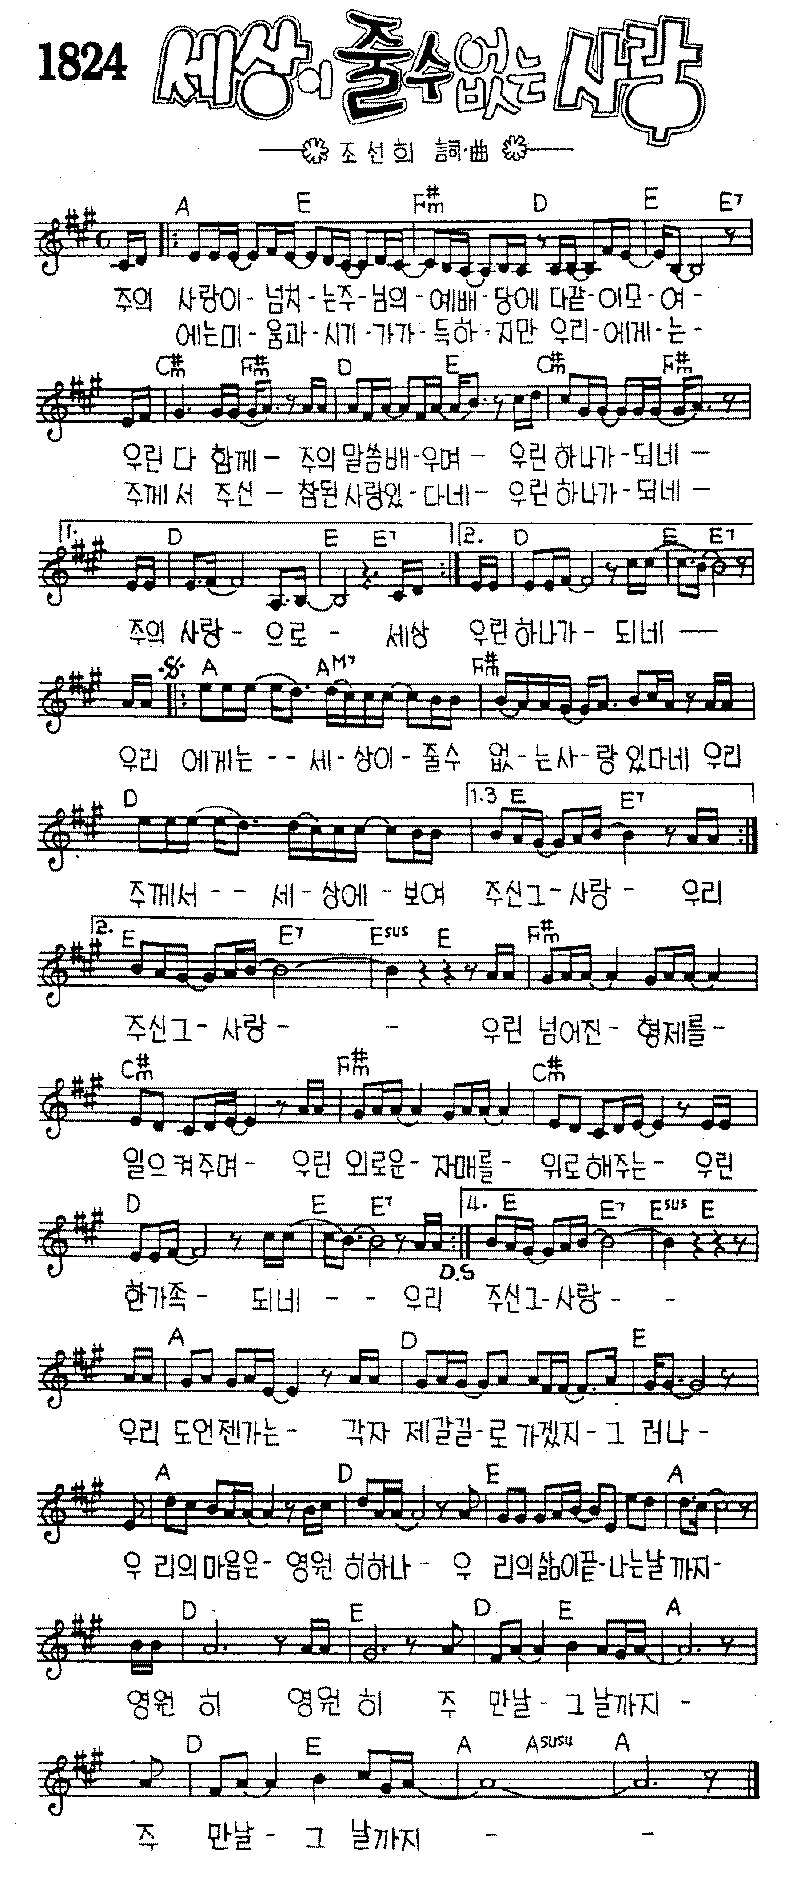 1824 세상이 줄수 없는 사랑
조선희 詞·曲
A E F#m D E E7
주의 사랑이- 넘치-는주-님의-예배-당에 다같-이모-여-
에는미-움과-시기-가가-득하-지만 우리-에게-는-
C#m F#m D E C#m F#m
우린 다 함께- 주의말씀배-우며- 우린하나가-되네-
주께서 주신-참된사랑있-다네- 우린하나가-되네-
1. D E E7 2. D E E7
주의 사랑- 으로- 세상 우린하나가- 되네-
A AM7 F#m
우리 에게는-- 세-상이-줄수 없-는사-랑있다네 우리
D 1.3 E E7
주께서-- 세-상에-보여 주신그-사랑- 우리
2. E E7 Esus E F#m
주신그-사랑- - 우린 넘어진-형제를-
C#m F#m C#m
일으켜주며- 우린 외로운-자매를- 위로해주는- 우린
D E E7 4. E E7 Esus E
D.S
한가족- 되네-- 우리 주신그-사랑- -
A D E
우리 도언젠가는- 각자 제갈길-로가겠지-그 러나-
A D E A
우 리의마음은-영원히하나- 우 리의삶이끝-나는날까지-
D E D E A
영원 히 영원 히 주 만날-그날까지-
D E A Asus4 A
주 만날- 그 날까지 - -